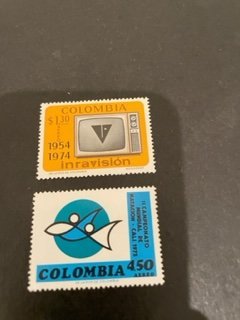 COLOMBIA
$1.30
1954
1974
inravisión
II CAMPEONATO
MUNDIAL DE
NATACION - CALI 1975
COLOMBIA 4.50
AEREO